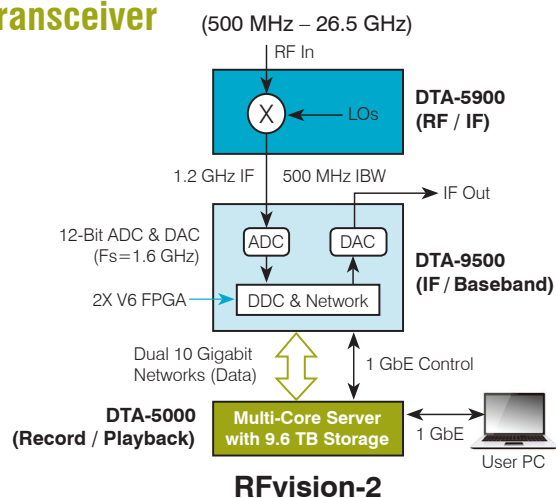 ransceiver
(500 MHz – 26.5 GHz)
RF In
X
LOs
DTA-5900
(RF / IF)
1.2 GHz IF
500 MHz IBW
IF Out
12-Bit ADC & DAC
(Fs=1.6 GHz)
ADC
DAC
DTA-9500
(IF / Baseband)
2X V6 FPGA
DDC & Network
Dual 10 Gigabit
Networks (Data)
1 GbE Control
DTA-5000
(Record / Playback)
Multi-Core Server
with 9.6 TB Storage
1 GbE
User PC
RFvision-2